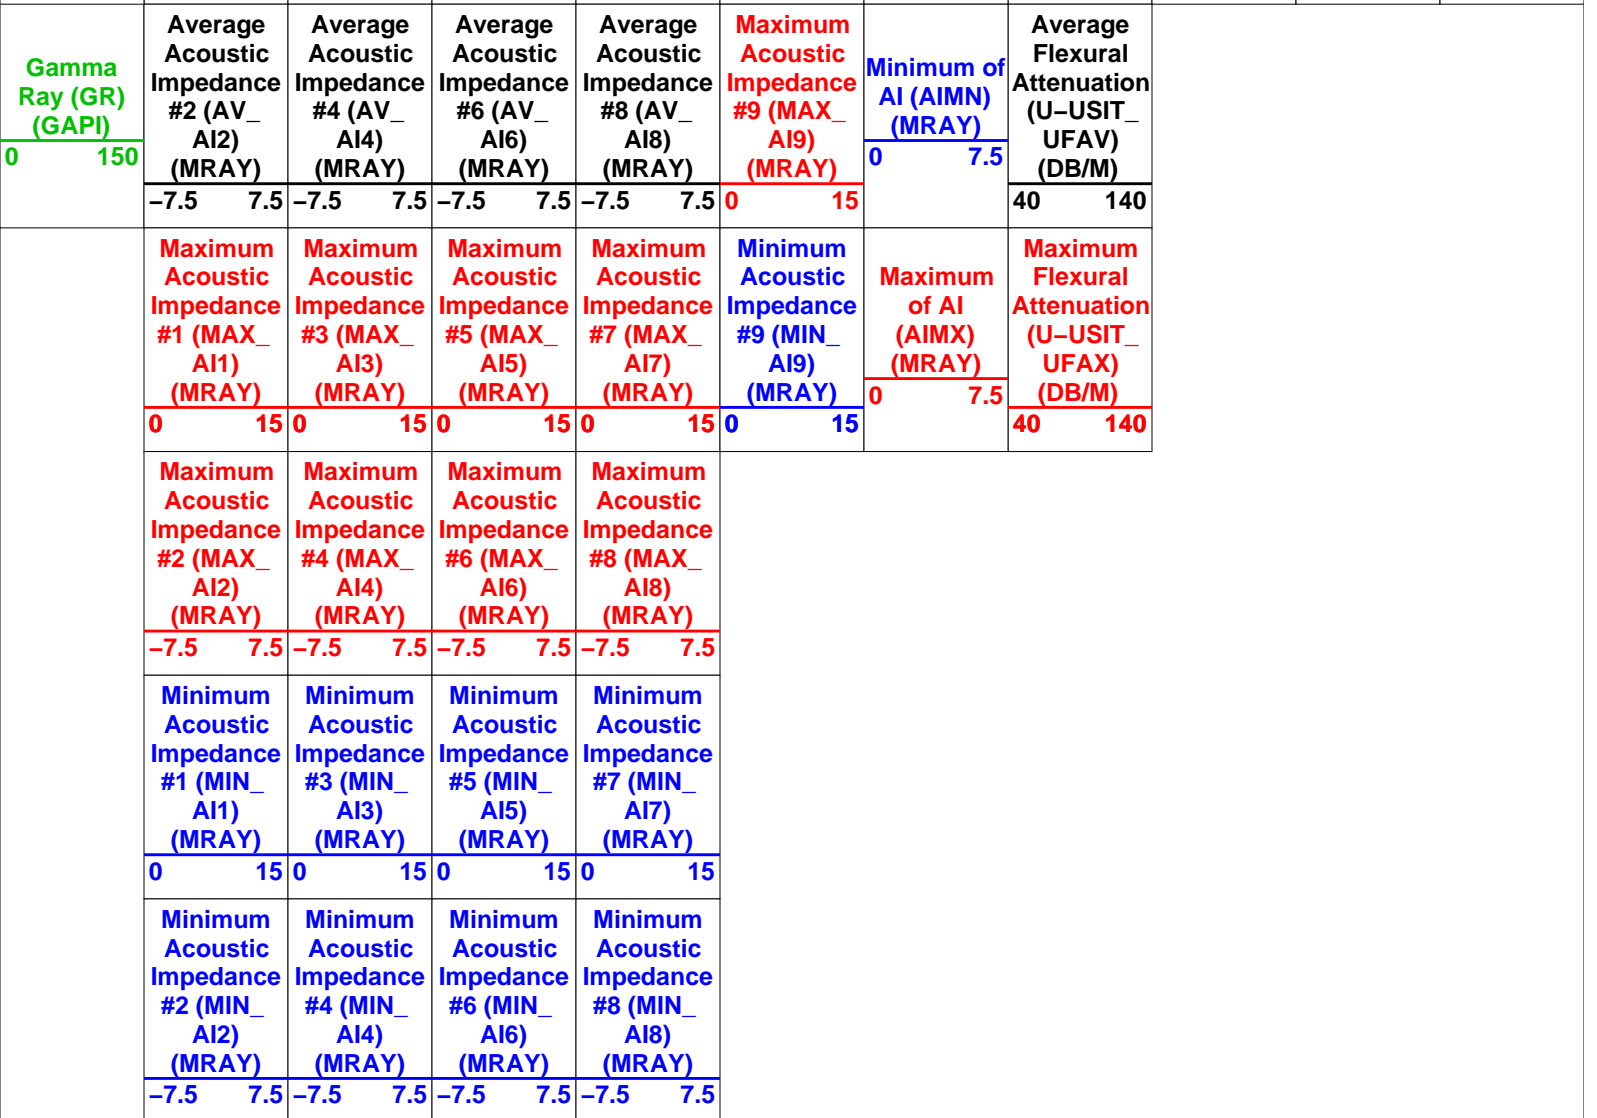 Gamma
Ray (GR)
(GAPI)
0 150
Average
Acoustic
Impedance
#2 (AV_
AI2)
(MRAY)
−7.5 7.5
Average
Acoustic
Impedance
#4 (AV_
AI4)
(MRAY)
−7.5 7.5
Average
Acoustic
Impedance
#6 (AV_
AI6)
(MRAY)
−7.5 7.5
Average
Acoustic
Impedance
#8 (AV_
AI8)
(MRAY)
−7.5 7.5
Maximum
Acoustic
Impedance
#9 (MAX_
AI9)
(MRAY)
0 15
Minimum of
AI (AIMN)
(MRAY)
0 7.5
Average
Flexural
Attenuation
(U−USIT_
UFAV)
(DB/M)
40 140
Maximum
Acoustic
Impedance
#1 (MAX_
AI1)
(MRAY)
0 15
Maximum
Acoustic
Impedance
#3 (MAX_
AI3)
(MRAY)
0 15
Maximum
Acoustic
Impedance
#5 (MAX_
AI5)
(MRAY)
0 15
Maximum
Acoustic
Impedance
#7 (MAX_
AI7)
(MRAY)
0 15
Minimum
Acoustic
Impedance
#9 (MIN_
AI9)
(MRAY)
0 15
Maximum
of AI
(AIMX)
(MRAY)
0 7.5
Maximum
Flexural
Attenuation
(U−USIT_
UFAX)
(DB/M)
40 140
Maximum
Acoustic
Impedance
#2 (MAX_
AI2)
(MRAY)
−7.5 7.5
Maximum
Acoustic
Impedance
#4 (MAX_
AI4)
(MRAY)
−7.5 7.5
Maximum
Acoustic
Impedance
#6 (MAX_
AI6)
(MRAY)
−7.5 7.5
Maximum
Acoustic
Impedance
#8 (MAX_
AI8)
(MRAY)
−7.5 7.5
Minimum
Acoustic
Impedance
#1 (MIN_
AI1)
(MRAY)
0 15
Minimum
Acoustic
Impedance
#3 (MIN_
AI3)
(MRAY)
0 15
Minimum
Acoustic
Impedance
#5 (MIN_
AI5)
(MRAY)
0 15
Minimum
Acoustic
Impedance
#7 (MIN_
AI7)
(MRAY)
0 15
Minimum
Acoustic
Impedance
#2 (MIN_
AI2)
(MRAY)
−7.5 7.5
Minimum
Acoustic
Impedance
#4 (MIN_
AI4)
(MRAY)
−7.5 7.5
Minimum
Acoustic
Impedance
#6 (MIN_
AI6)
(MRAY)
−7.5 7.5
Minimum
Acoustic
Impedance
#8 (MIN_
AI8)
(MRAY)
−7.5 7.5